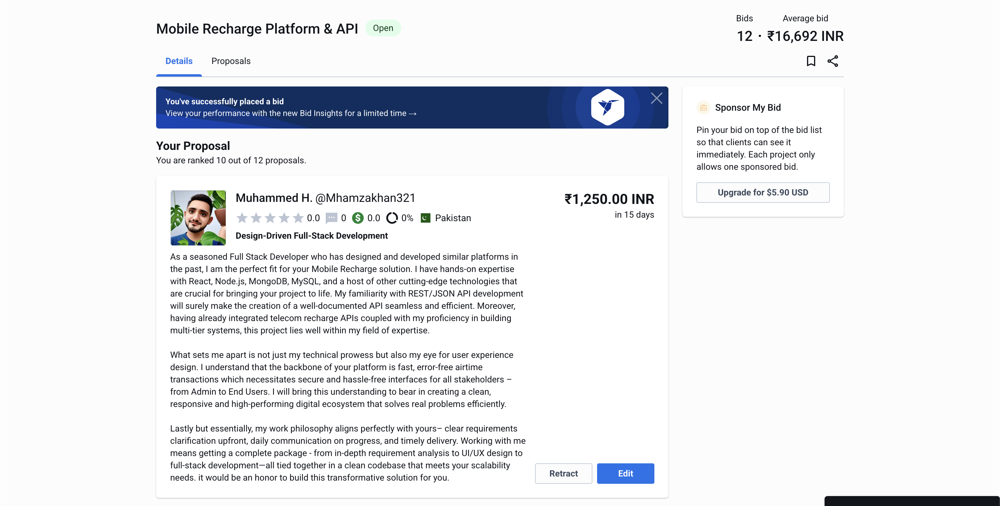 Mobile Recharge Platform & API
Open
Bids
Average bid
12 · ₹16,692 INR
Details
Proposals
You've successfully placed a bid
View your performance with the new Bid Insights for a limited time →
Sponsor My Bid
Pin your bid on top of the bid list
so that clients can see it
immediately. Each project only
allows one sponsored bid.
Upgrade for $5.90 USD
Your Proposal
You are ranked 10 out of 12 proposals.
Muhammed H. @Mhamzakhan321
0.0 0 0.0 0% Pakistan
Design-Driven Full-Stack Development
₹1,250.00 INR
in 15 days
As a seasoned Full Stack Developer who has designed and developed similar platforms in
the past, I am the perfect fit for your Mobile Recharge solution. I have hands-on expertise
with React, Node.js, MongoDB, MySQL, and a host of other cutting-edge technologies that
are crucial for bringing your project to life. My familiarity with REST/JSON API development
will surely make the creation of a well-documented API seamless and efficient. Moreover,
having already integrated telecom recharge APIs coupled with my proficiency in building
multi-tier systems, this project lies well within my field of expertise.
What sets me apart is not just my technical prowess but also my eye for user experience
design. I understand that the backbone of your platform is fast, error-free airtime
transactions which necessitates secure and hassle-free interfaces for all stakeholders –
from Admin to End Users. I will bring this understanding to bear in creating a clean,
responsive and high-performing digital ecosystem that solves real problems efficiently.
Lastly but essentially, my work philosophy aligns perfectly with yours– clear requirements
clarification upfront, daily communication on progress, and timely delivery. Working with me
means getting a complete package - from in-depth requirement analysis to UI/UX design to
full-stack development—all tied together in a clean codebase that meets your scalability
needs. it would be an honor to build this transformative solution for you.
Retract
Edit